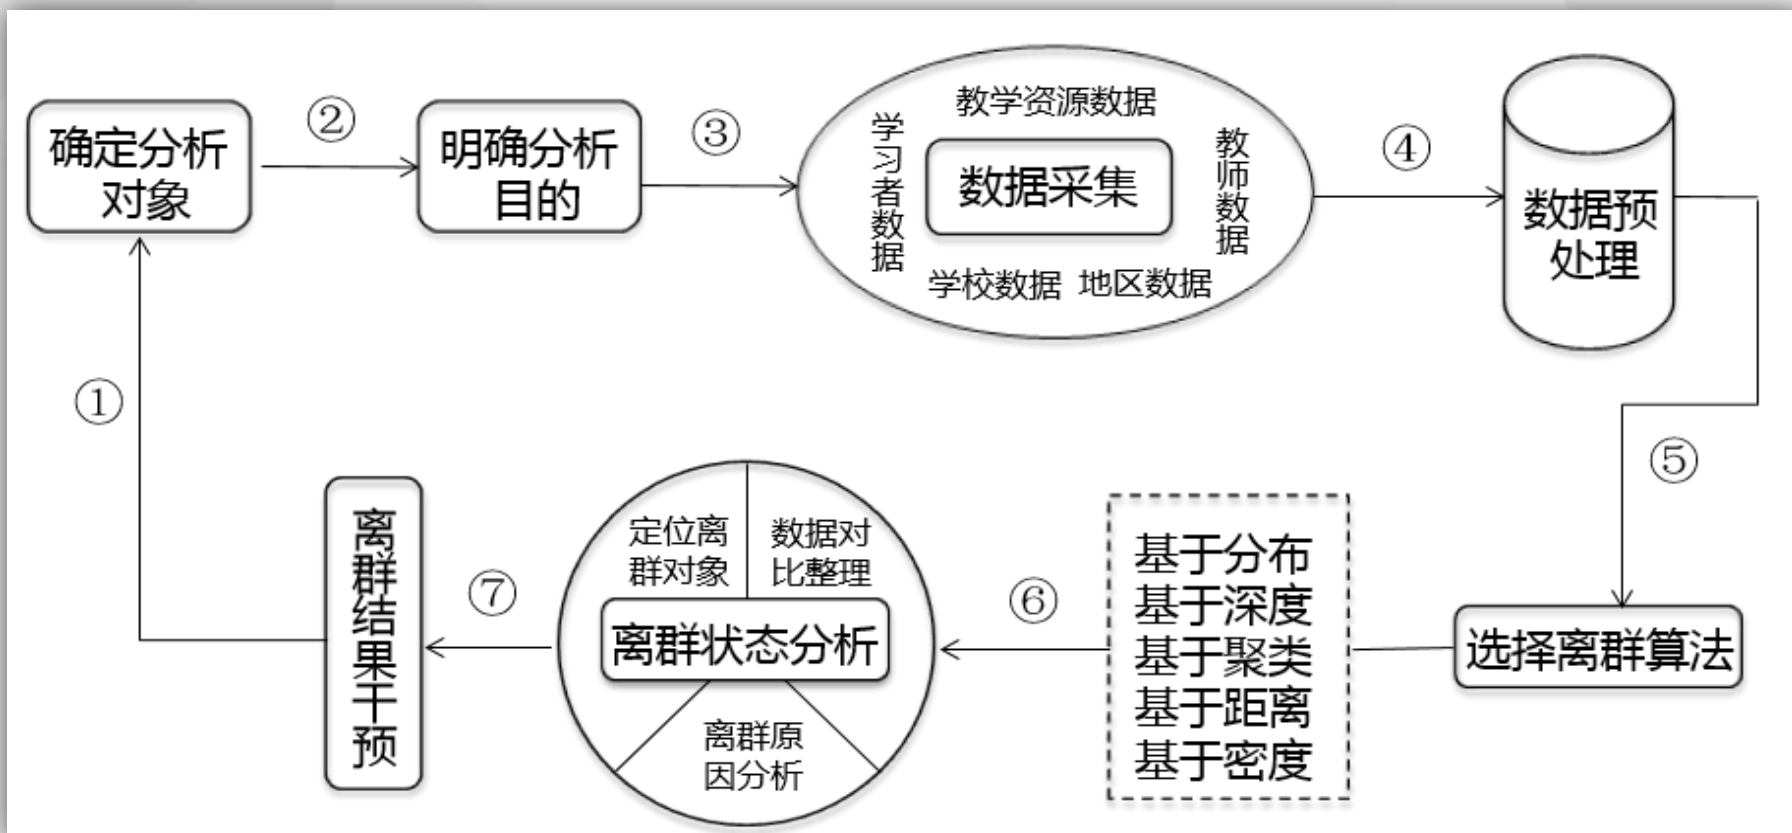 确定分析
对象
②
明确分析
目的
③
教学资源数据
学习者数据
数据采集
教师数据
学校数据
地区数据
④
数据预
处理
⑤
选择离群算法
基于分布
基于深度
基于聚类
基于距离
基于密度
⑥
定位离
群对象
数据对
比整理
离群状态分析
离群原
因分析
⑦
离群结果干预
①